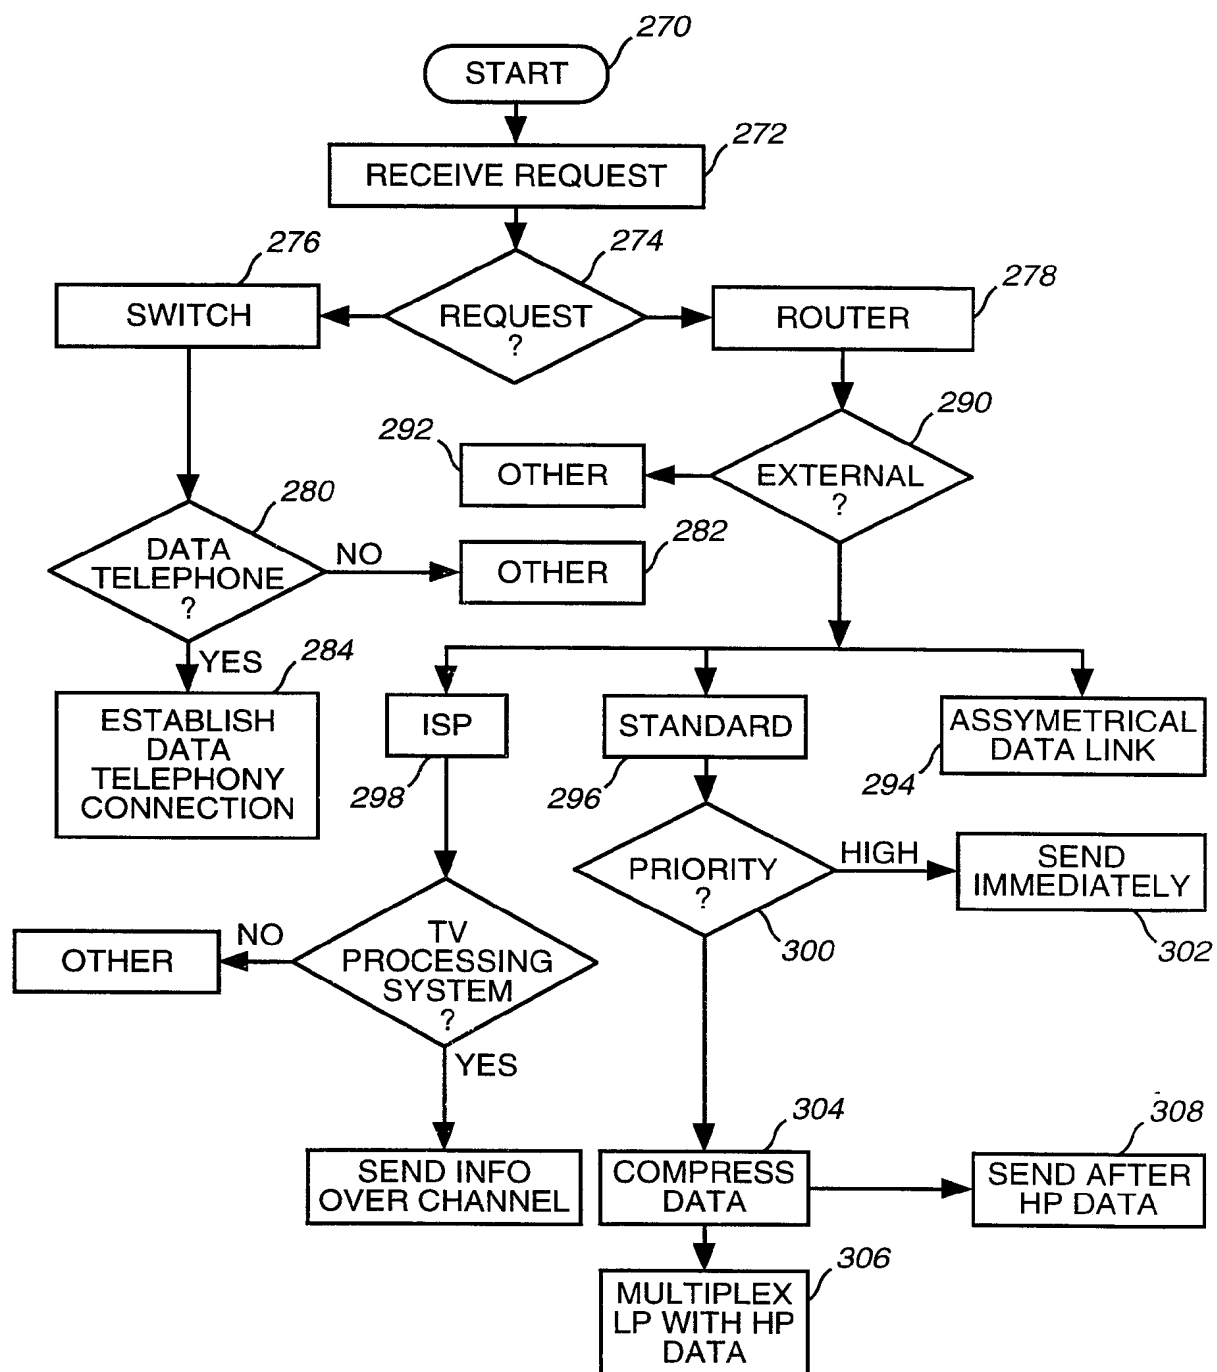 270
START
272
RECEIVE REQUEST
274
REQUEST
?
276
SWITCH
278
ROUTER
290
EXTERNAL
?
292
OTHER
280
DATA
TELEPHONE
?
NO
282
OTHER
YES
284
ESTABLISH
DATA
TELEPHONY
CONNECTION
ISP
298
STANDARD
296
ASSYMETRICAL
DATA LINK
294
PRIORITY
?
300
HIGH
SEND
IMMEDIATELY
302
TV
PROCESSING
SYSTEM
?
NO
OTHER
YES
SEND INFO
OVER CHANNEL
304
COMPRESS
DATA
308
SEND AFTER
HP DATA
306
MULTIPLEX
LP WITH HP
DATA